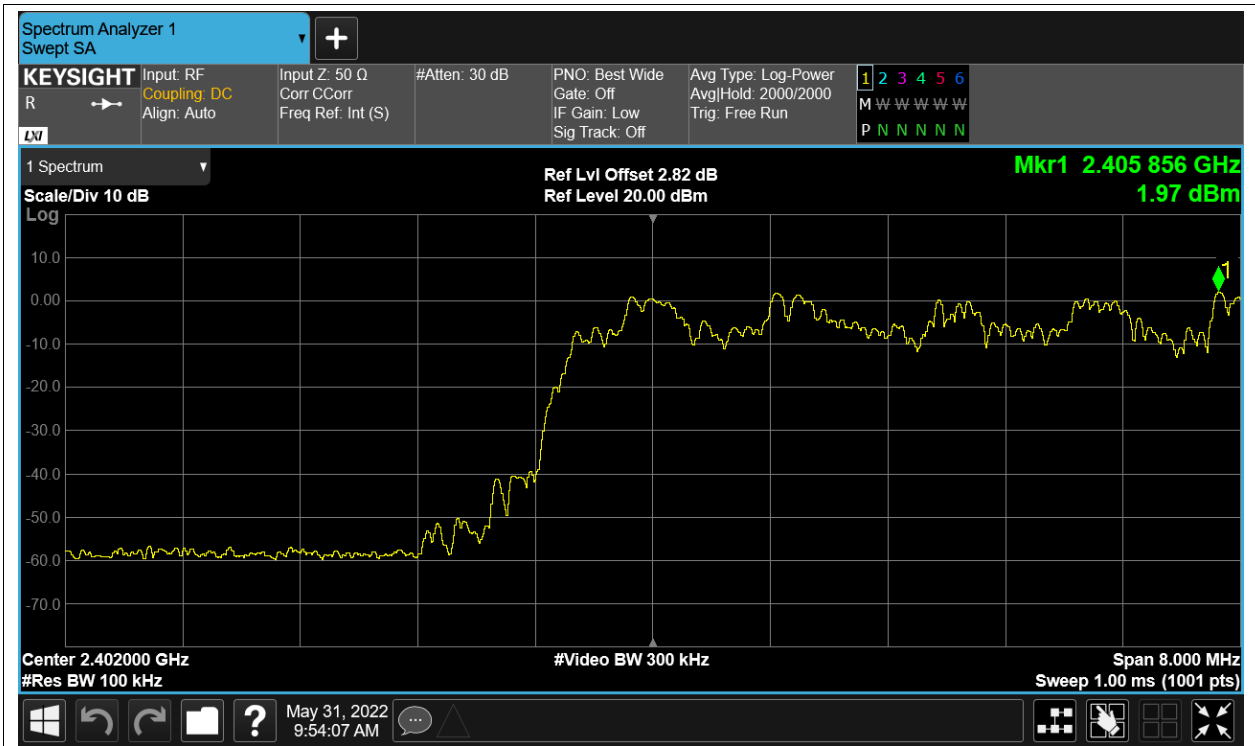 Spectrum Analyzer 1
Swept SA
KEYSIGHT
R
LXI
Input: RF
Coupling: DC
Align: Auto
Input Z: 50 Ω
Corr CCorr
Freq Ref: Int (S)
#Atten: 30 dB
PNO: Best Wide
Gate: Off
IF Gain: Low
Sig Track: Off
Avg Type: Log-Power
Avg|Hold: 2000/2000
Trig: Free Run
1 2 3 4 5 6
M W W W W W
P N N N N N
1 Spectrum
Scale/Div 10 dB
Log
Ref Lvl Offset 2.82 dB
Ref Level 20.00 dBm
Mkr1 2.405 856 GHz
1.97 dBm
10.0
0.00
-10.0
-20.0
-30.0
-40.0
-50.0
-60.0
-70.0
1
Center 2.402000 GHz
#Res BW 100 kHz
#Video BW 300 kHz
Span 8.000 MHz
Sweep 1.00 ms (1001 pts)
?
May 31, 2022
9:54:07 AM